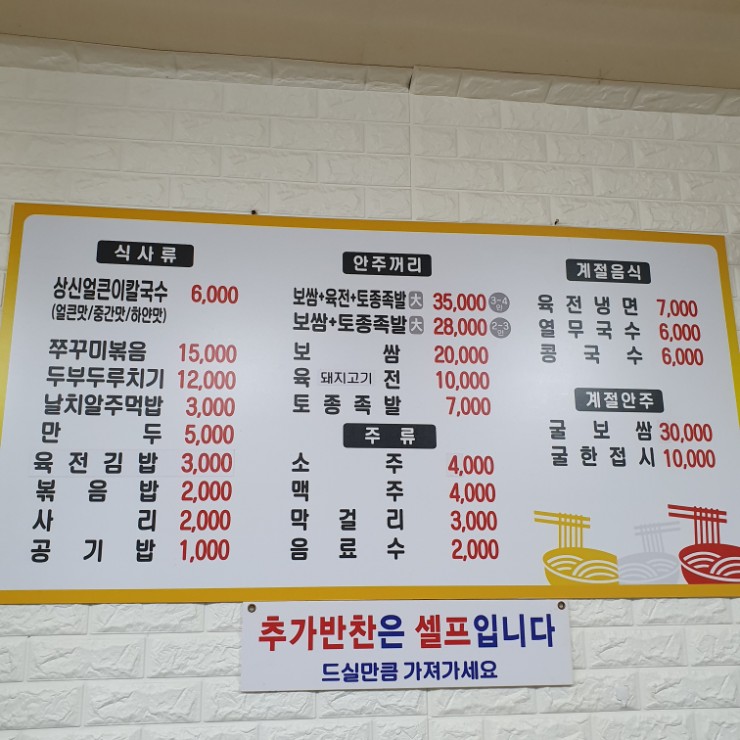 식사류
상신얼큰이칼국수 6,000
(얼큰맛/중간맛/하얀맛)
쭈꾸미볶음 15,000
두부두루치기 12,000
날치알주먹밥 3,000
만두 5,000
육전김밥 3,000
볶음밥 2,000
사리 2,000
공기밥 1,000
안주꺼리
보쌈+육전+토종족발 大 35,000 3~4인
보쌈+토종족발 大 28,000 2~3인
보쌈 20,000
육 돼지고기 전 10,000
토종족발 7,000
주류
소주 4,000
맥주 4,000
막걸리 3,000
음료수 2,000
계절음식
육전냉면 7,000
열무국수 6,000
콩국수 6,000
계절안주
굴보쌈 30,000
굴한접시 10,000
추가반찬은 셀프입니다
드실만큼 가져가세요